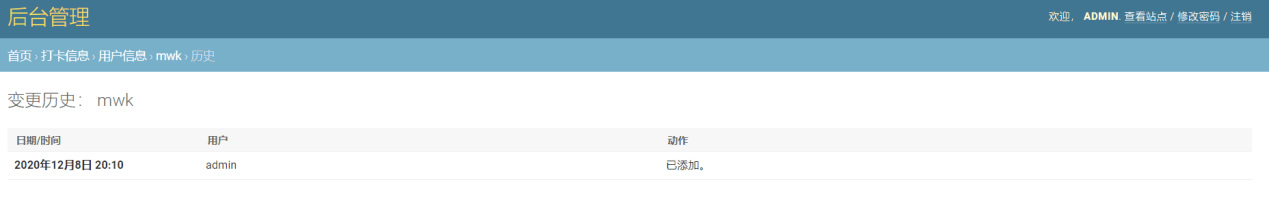 后台管理
欢迎， ADMIN. 查看站点 / 修改密码 / 注销
首页 › 打卡信息 › 用户信息 › mwk › 历史
变更历史： mwk
日期/时间 用户 动作
2020年12月8日 20:10 admin 已添加。